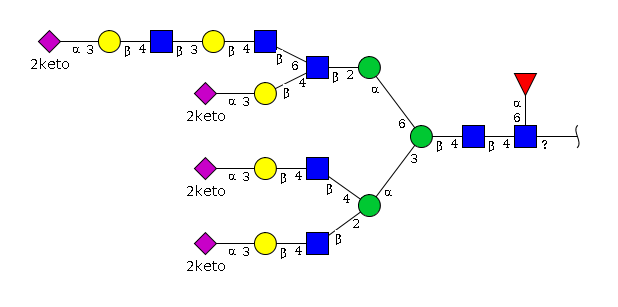 α 3 β 4 β 3 β 4 β 6
2keto
4 β 2 α
α 3 β
2keto
α
6
6
β 4 β 4 ?
3
α 3 β 4 β 4 α
2keto
2
α 3 β 4 β
2keto